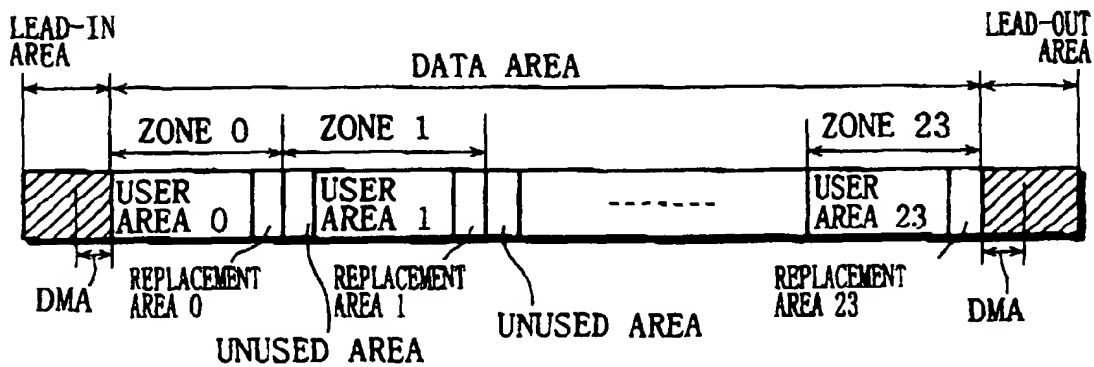 LEAD-IN
AREA
LEAD-OUT
AREA
DATA AREA
ZONE 0
ZONE 1
ZONE 23
USER
AREA 0
USER
AREA 1
USER
AREA 23
DMA
REPLACEMENT
AREA 0
REPLACEMENT
AREA 1
REPLACEMENT
AREA 23
DMA
UNUSED AREA
UNUSED AREA